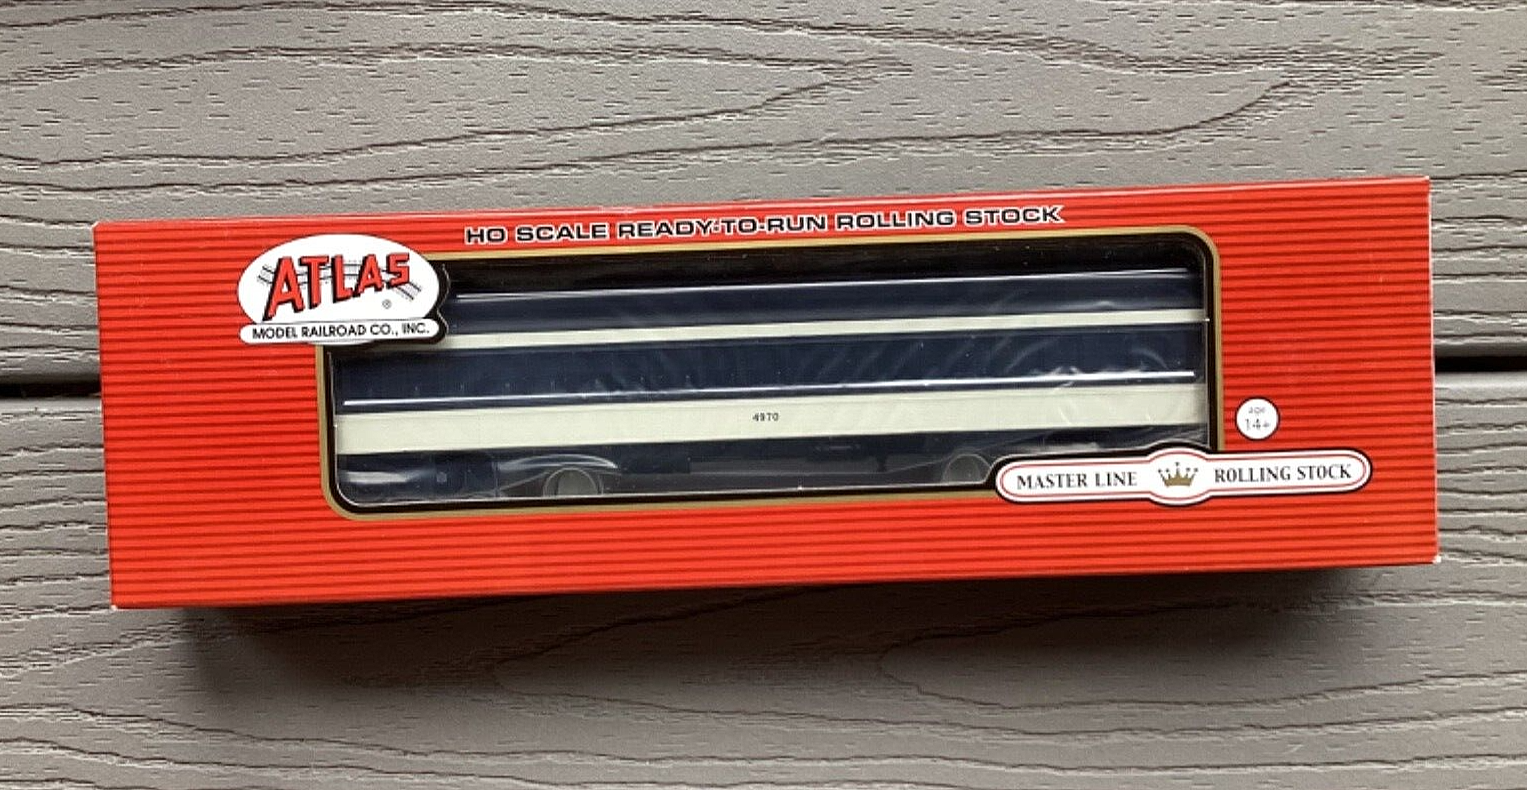 HO SCALE READY-TO-RUN ROLLING STOCK
ATLAS
®
MODEL RAILROAD CO., INC.
4970
AGE
14+
MASTER LINE ROLLING STOCK